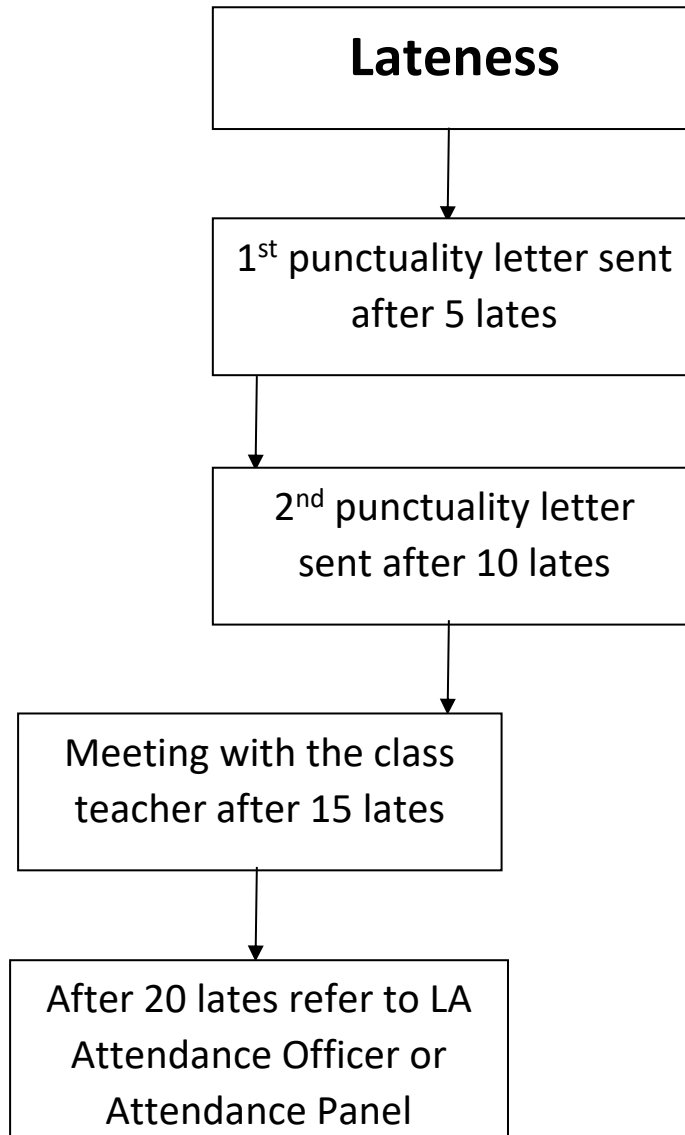 Lateness
1st punctuality letter sent
after 5 lates
2nd punctuality letter
sent after 10 lates
Meeting with the class
teacher after 15 lates
After 20 lates refer to LA
Attendance Officer or
Attendance Panel